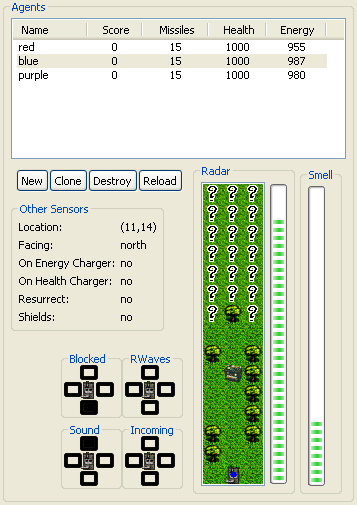 Agents
Name Score Missiles Health Energy
red 0 15 1000 955
blue 0 15 1000 987
purple 0 15 1000 980
New Clone Destroy Reload
Radar
Smell
Other Sensors
Location: (11,14)
Facing: north
On Energy Charger: no
On Health Charger: no
Resurrect: no
Shields: no
Blocked RWaves
Sound Incoming
? ? ?
? ? ?
? ? ?
? ? ?
? ? ?
? ? ?
? ?